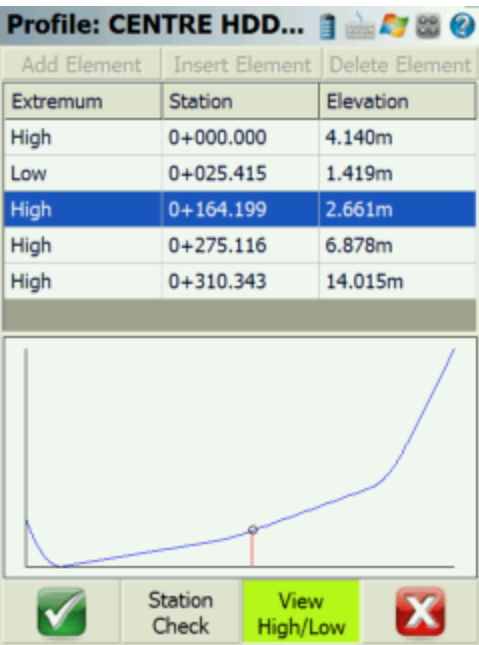 Profile: CENTRE HDD...
Add Element Insert Element Delete Element
Extremum Station Elevation
High 0+000.000 4.140m
Low 0+025.415 1.419m
High 0+164.199 2.661m
High 0+275.116 6.878m
High 0+310.343 14.015m
Station Check View High/Low